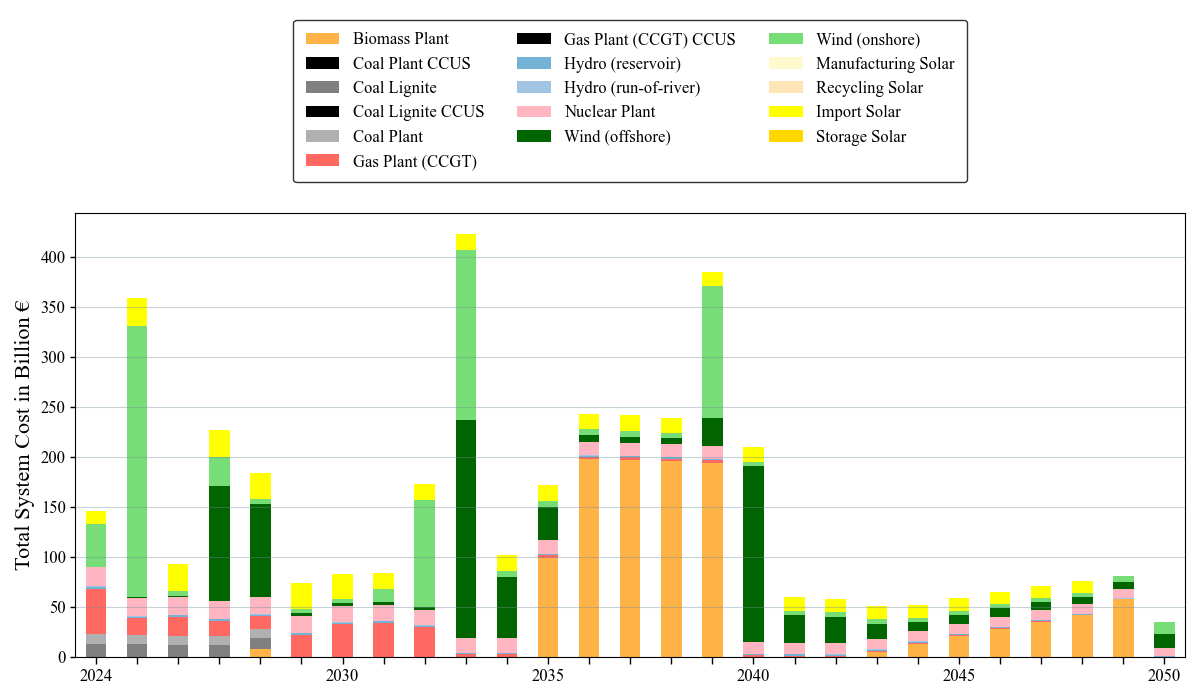 Biomass Plant
Coal Plant CCUS
Coal Lignite
Coal Lignite CCUS
Coal Plant
Gas Plant (CCGT)
Gas Plant (CCGT) CCUS
Hydro (reservoir)
Hydro (run-of-river)
Nuclear Plant
Wind (offshore)
Wind (onshore)
Manufacturing Solar
Recycling Solar
Import Solar
Storage Solar
Total System Cost in Billion €
400
350
300
250
200
150
100
50
0
2024
2030
2035
2040
2045
2050